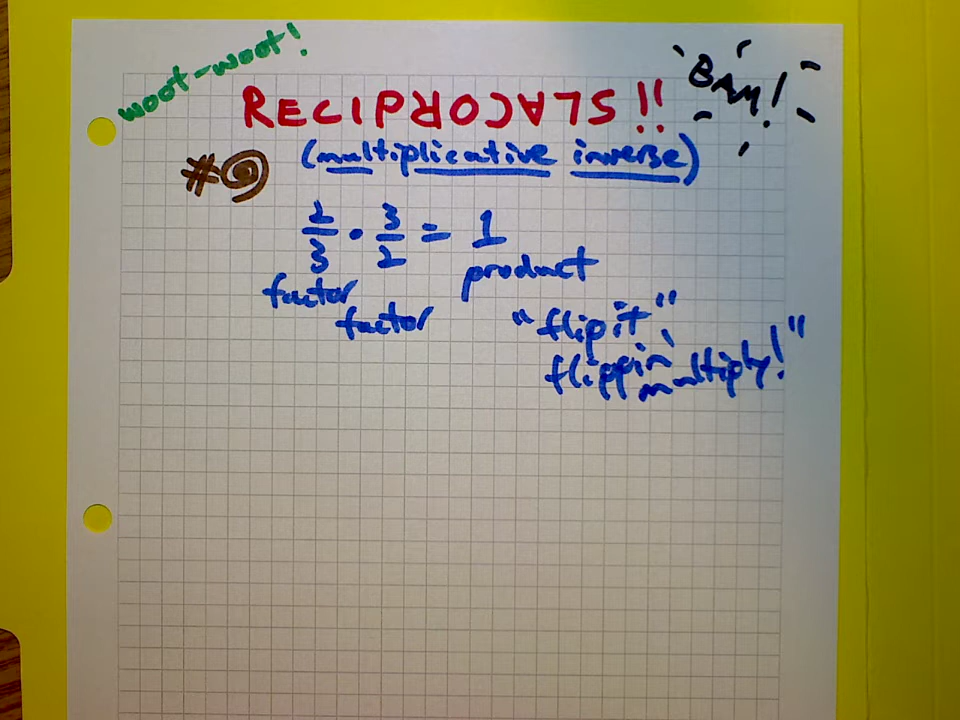 woot-woot!
RECIPROCALS!!
BAM!
#9
(multiplicative inverse)
2/3 · 3/2 = 1
factor
factor
product
"flip it"
flippin' multiply!"